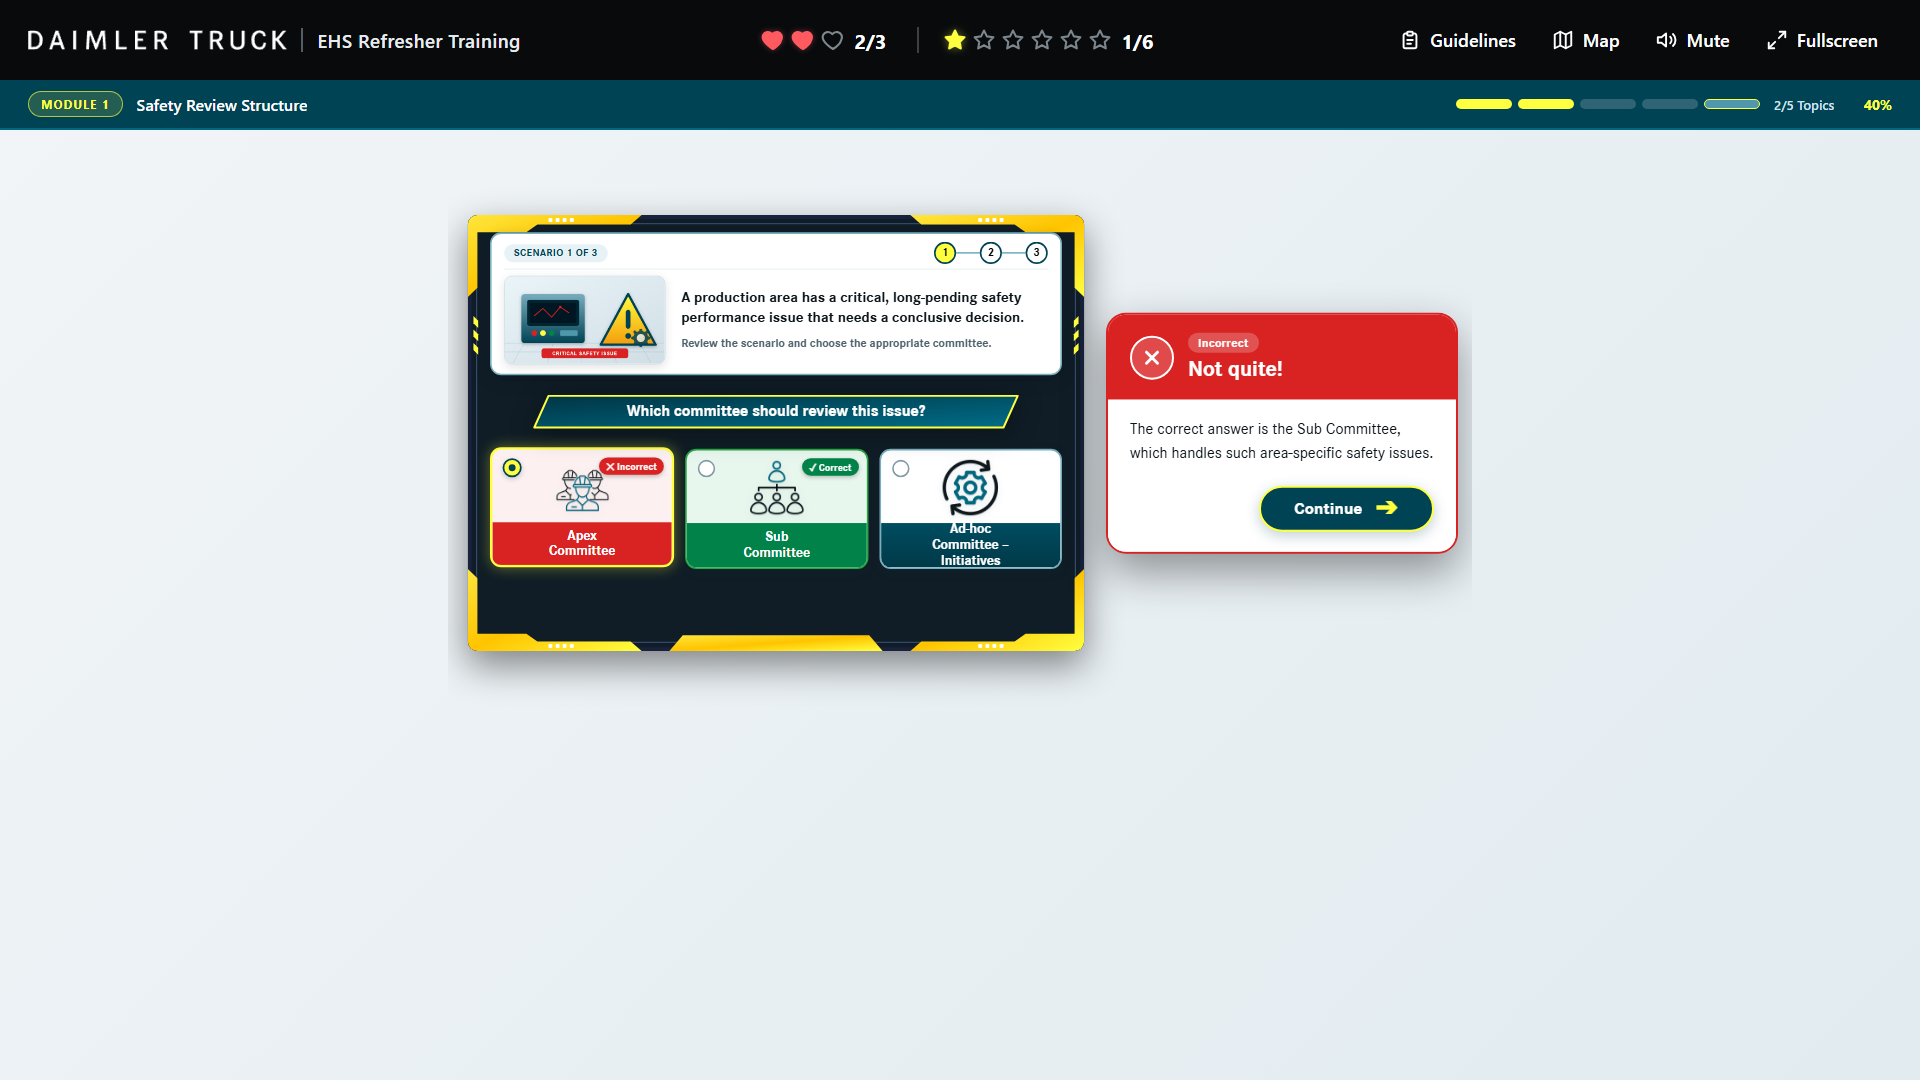 DAIMLER TRUCK
EHS Refresher Training
2/3
1/6
Guidelines
Map
Mute
Fullscreen
MODULE 1
Safety Review Structure
2/5 Topics
40%
SCENARIO 1 OF 3
1
2
3
CRITICAL SAFETY ISSUE
A production area has a critical, long-pending safety
performance issue that needs a conclusive decision.
Review the scenario and choose the appropriate committee.
Which committee should review this issue?
Incorrect
Apex
Committee
Correct
Sub
Committee
Ad-hoc
Committee –
Initiatives
Incorrect
Not quite!
The correct answer is the Sub Committee,
which handles such area-specific safety issues.
Continue